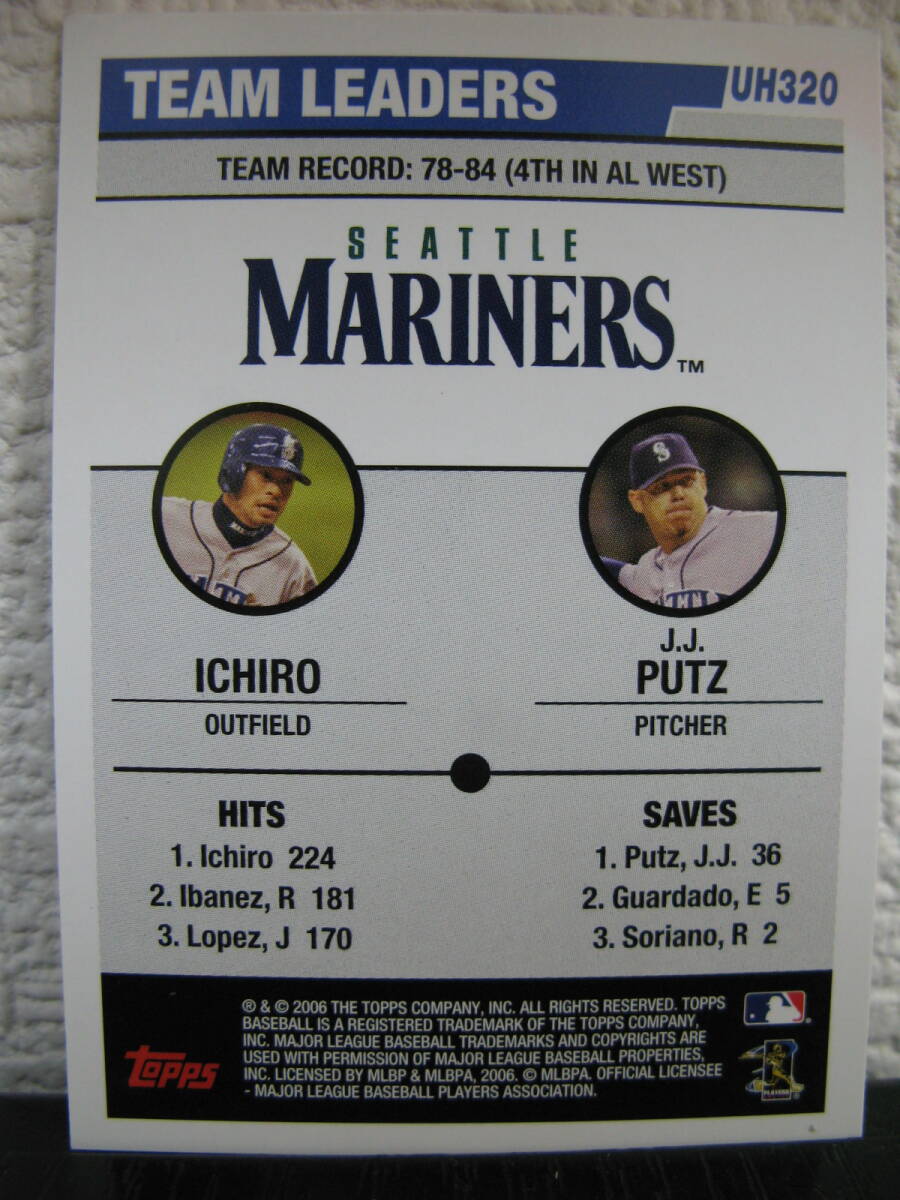 TEAM LEADERS
UH320
TEAM RECORD: 78-84 (4TH IN AL WEST)
SEATTLE
MARINERS™
ICHIRO
OUTFIELD
J.J.
PUTZ
PITCHER
HITS
1. Ichiro 224
2. Ibanez, R 181
3. Lopez, J 170
SAVES
1. Putz, J.J. 36
2. Guardado, E 5
3. Soriano, R 2
® & © 2006 THE TOPPS COMPANY, INC. ALL RIGHTS RESERVED. TOPPS
BASEBALL IS A REGISTERED TRADEMARK OF THE TOPPS COMPANY,
INC. MAJOR LEAGUE BASEBALL TRADEMARKS AND COPYRIGHTS ARE
USED WITH PERMISSION OF MAJOR LEAGUE BASEBALL PROPERTIES,
INC. LICENSED BY MLBP & MLBPA, 2006. © MLBPA. OFFICIAL LICENSEE
- MAJOR LEAGUE BASEBALL PLAYERS ASSOCIATION.
topps
PLAYERS